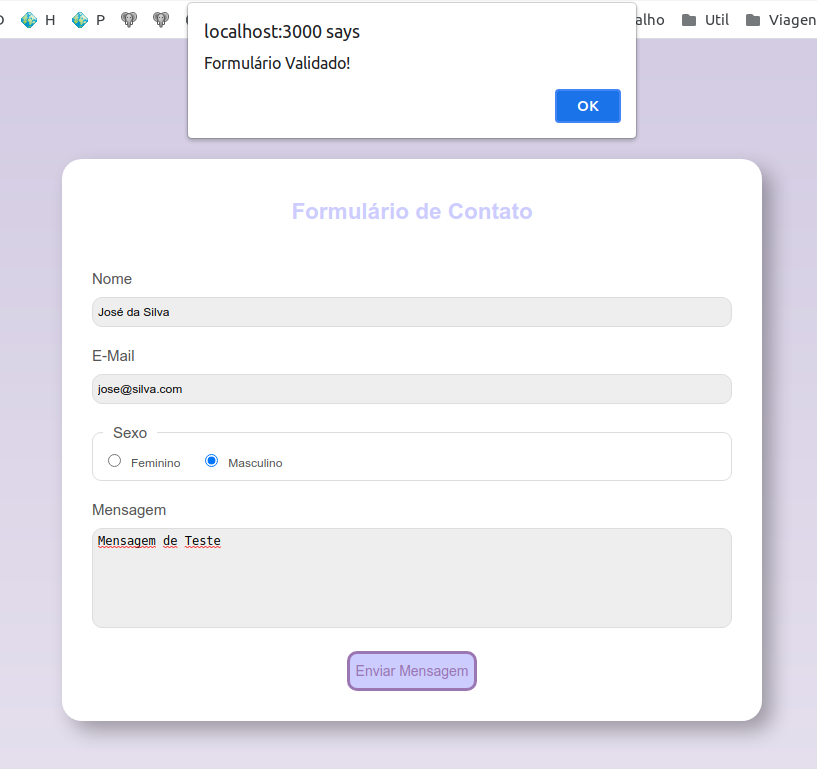 H P alho Util Viagen
localhost:3000 says
Formulário Validado!
OK
Formulário de Contato
Nome
José da Silva
E-Mail
jose@silva.com
Sexo
Feminino Masculino
Mensagem
Mensagem de Teste
Enviar Mensagem